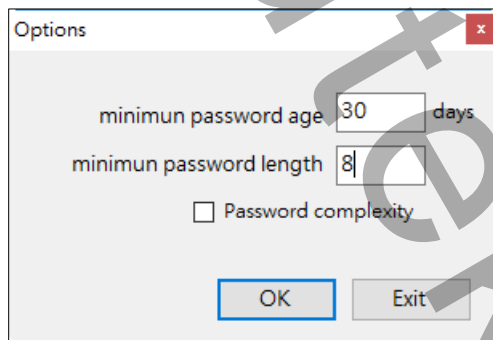 Options
x
minimun password age 30 days
minimun password length 8
Password complexity
OK Exit